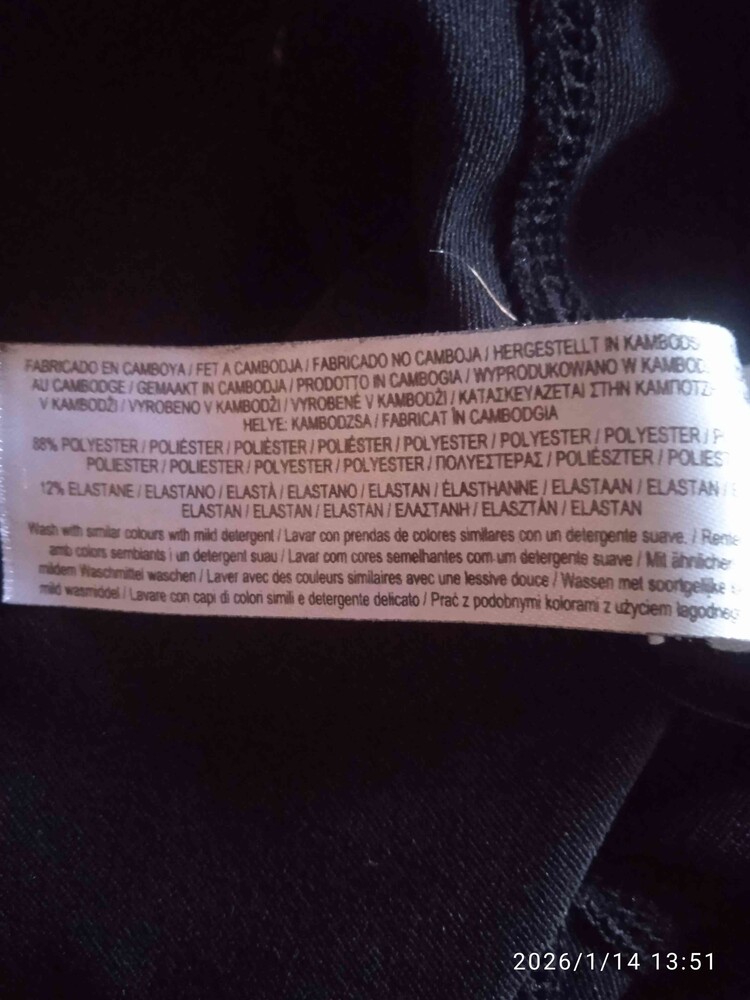 FABRICADO EN CAMBOYA / FET A CAMBODJA / FABRICADO NO CAMBOJA / HERGESTELLT IN KAMBODS
AU CAMBODGE / GEMAAKT IN CAMBODJA / PRODOTTO IN CAMBOGIA / WYPRODUKOWANO W KAMBOD
V KAMBODŽI / VYROBENO V KAMBODŽI / VYROBENÉ V KAMBODŽI / ΚΑΤΑΣΚΕΥΑΖΕΤΑΙ ΣΤΗΝ ΚΑΜΠΟΤΖ
HELYE: KAMBODZSA / FABRICAT ÎN CAMBODGIA
88% POLYESTER / POLIÉSTER / POLIÈSTER / POLIÉSTER / POLYESTER / POLYESTER / POLYESTER / P
POLIESTER / POLIESTER / POLYESTER / POLYESTER / ΠΟΛΥΕΣΤΕΡΑΣ / POLIÉSZTER / POLIEST
12% ELASTANE / ELASTANO / ELASTÀ / ELASTANO / ELASTAN / ÉLASTHANNE / ELASTAAN / ELASTAN / E
ELASTAN / ELASTAN / ELASTAN / ΕΛΑΣΤΑΝΗ / ELASZTÁN / ELASTAN
Wash with similar colours with mild detergent / Lavar con prendas de colores similares con un detergente suave. / Rente
amb colors semblants i un detergent suau / Lavar com cores semelhantes com um detergente suave / Mit ähnlichen
mildem Waschmittel waschen / Laver avec des couleurs similaires avec une lessive douce / Wassen met soortgelijke
mild wasmiddel / Lavare con capi di colori simili e detergente delicato / Prać z podobnymi kolorami z użyciem łagodneg
2026/1/14 13:51